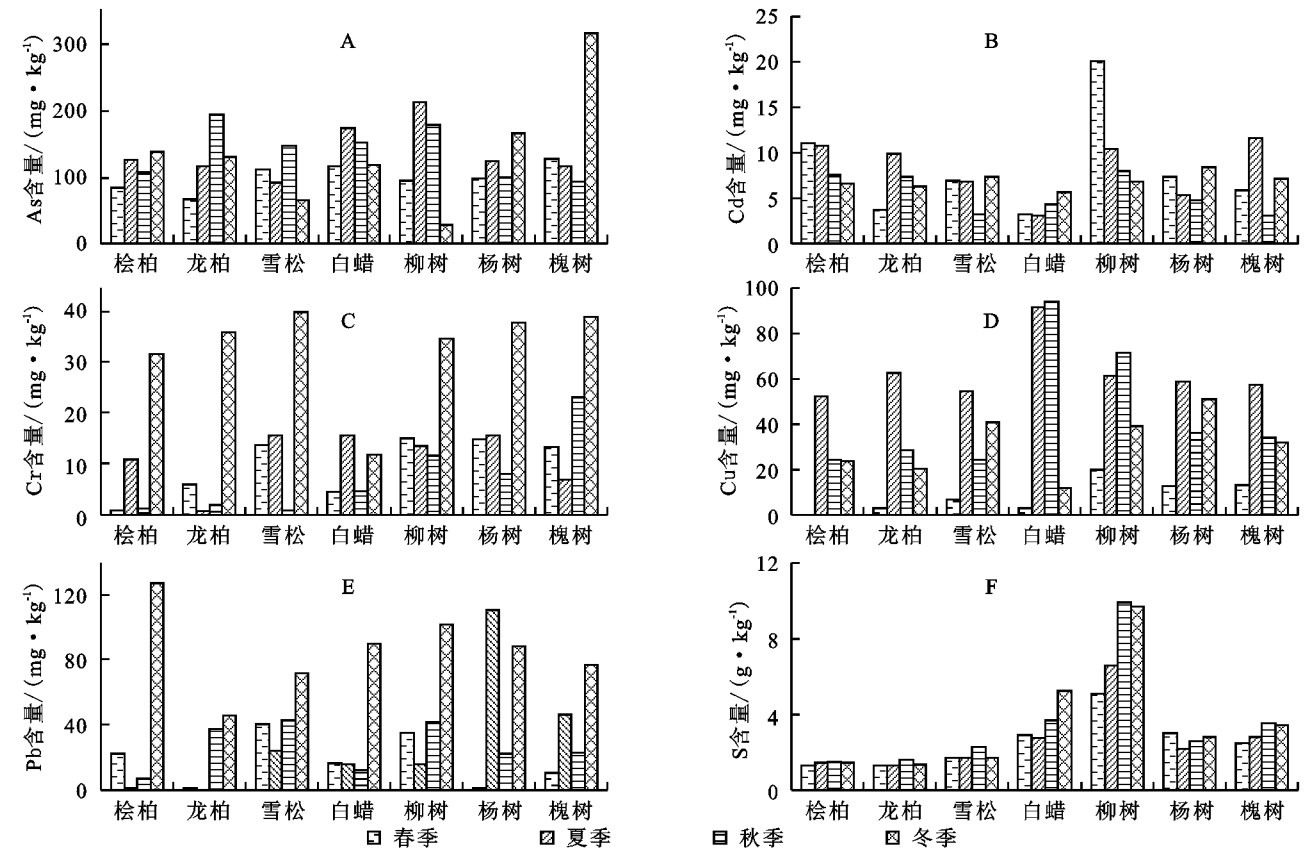 A
As含量/(mg·kg⁻¹)
300
200
100
0
桧柏 龙柏 雪松 白蜡 柳树 杨树 槐树
B
Cd含量/(mg·kg⁻¹)
25
20
15
10
5
0
桧柏 龙柏 雪松 白蜡 柳树 杨树 槐树
C
Cr含量/(mg·kg⁻¹)
40
30
20
10
0
桧柏 龙柏 雪松 白蜡 柳树 杨树 槐树
D
Cu含量/(mg·kg⁻¹)
100
80
60
40
20
0
桧柏 龙柏 雪松 白蜡 柳树 杨树 槐树
E
Pb含量/(mg·kg⁻¹)
120
80
40
0
桧柏 龙柏 雪松 白蜡 柳树 杨树 槐树
F
S含量/(g·kg⁻¹)
12
8
4
0
桧柏 龙柏 雪松 白蜡 柳树 杨树 槐树
春季 夏季 秋季 冬季